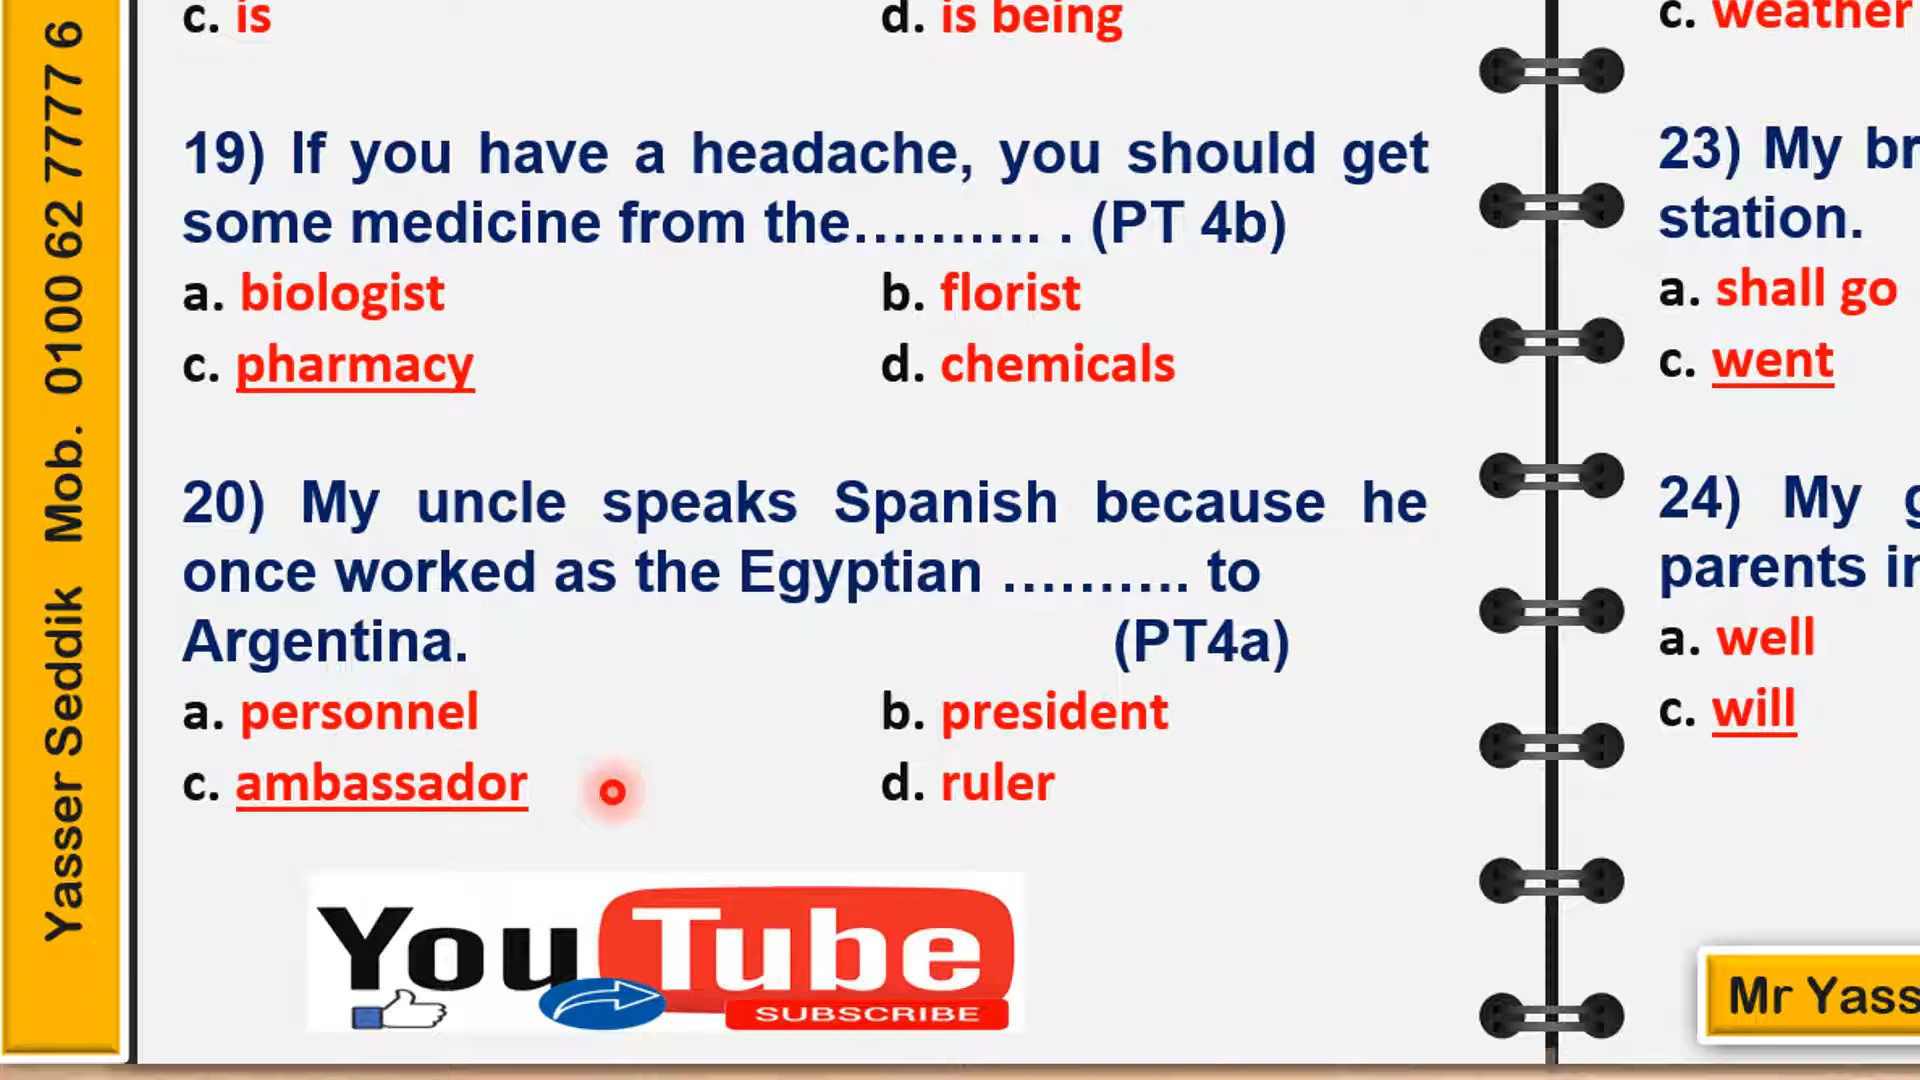 Yasser Seddik Mob. 0100 62 7777 6
c. is d. is being
19) If you have a headache, you should get
some medicine from the.......... . (PT 4b)
a. biologist b. florist
c. pharmacy d. chemicals
20) My uncle speaks Spanish because he
once worked as the Egyptian .......... to
Argentina. (PT4a)
a. personnel b. president
c. ambassador d. ruler
YouTube
SUBSCRIBE
c. weather
23) My br
station.
a. shall go
c. went
24) My g
parents in
a. well
c. will
Mr Yass